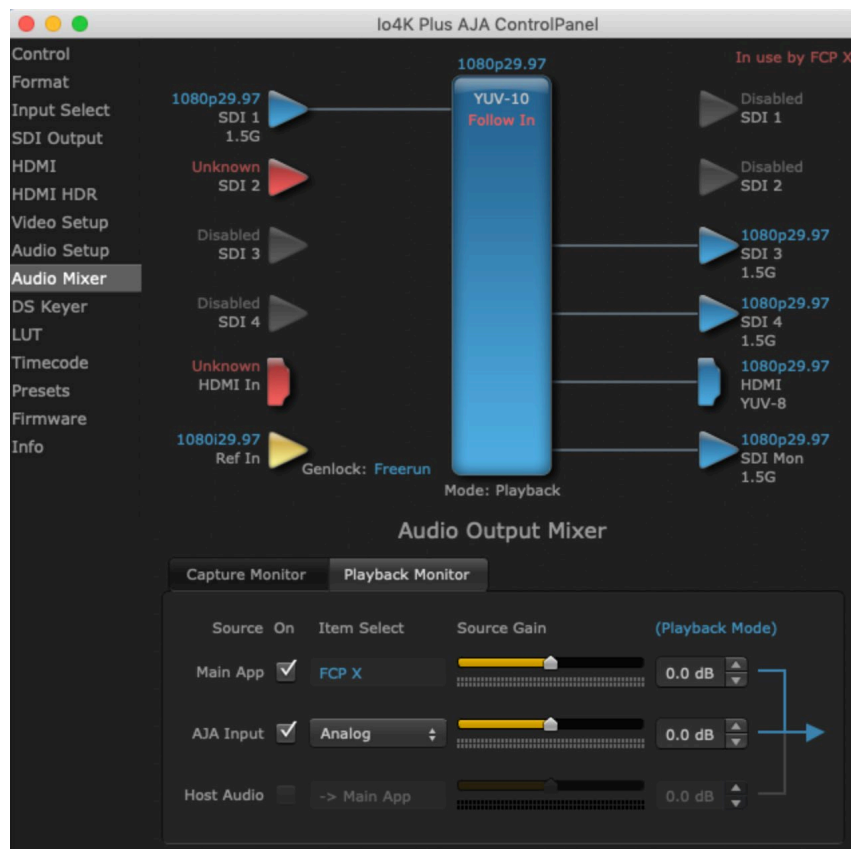 Io4K Plus AJA ControlPanel
Control
Format
Input Select
SDI Output
HDMI
HDMI HDR
Video Setup
Audio Setup
Audio Mixer
DS Keyer
LUT
Timecode
Presets
Firmware
Info
In use by FCP X
1080p29.97
YUV-10
Follow In
1080p29.97
SDI 1
1.5G
Unknown
SDI 2
Disabled
SDI 3
Disabled
SDI 4
Unknown
HDMI In
1080i29.97
Ref In
Genlock: Freerun
Mode: Playback
Disabled
SDI 1
Disabled
SDI 2
1080p29.97
SDI 3
1.5G
1080p29.97
SDI 4
1.5G
1080p29.97
HDMI
YUV-8
1080p29.97
SDI Mon
1.5G
Audio Output Mixer
Capture Monitor Playback Monitor
Source On Item Select Source Gain (Playback Mode)
Main App FCP X 0.0 dB
AJA Input Analog 0.0 dB
Host Audio -> Main App 0.0 dB